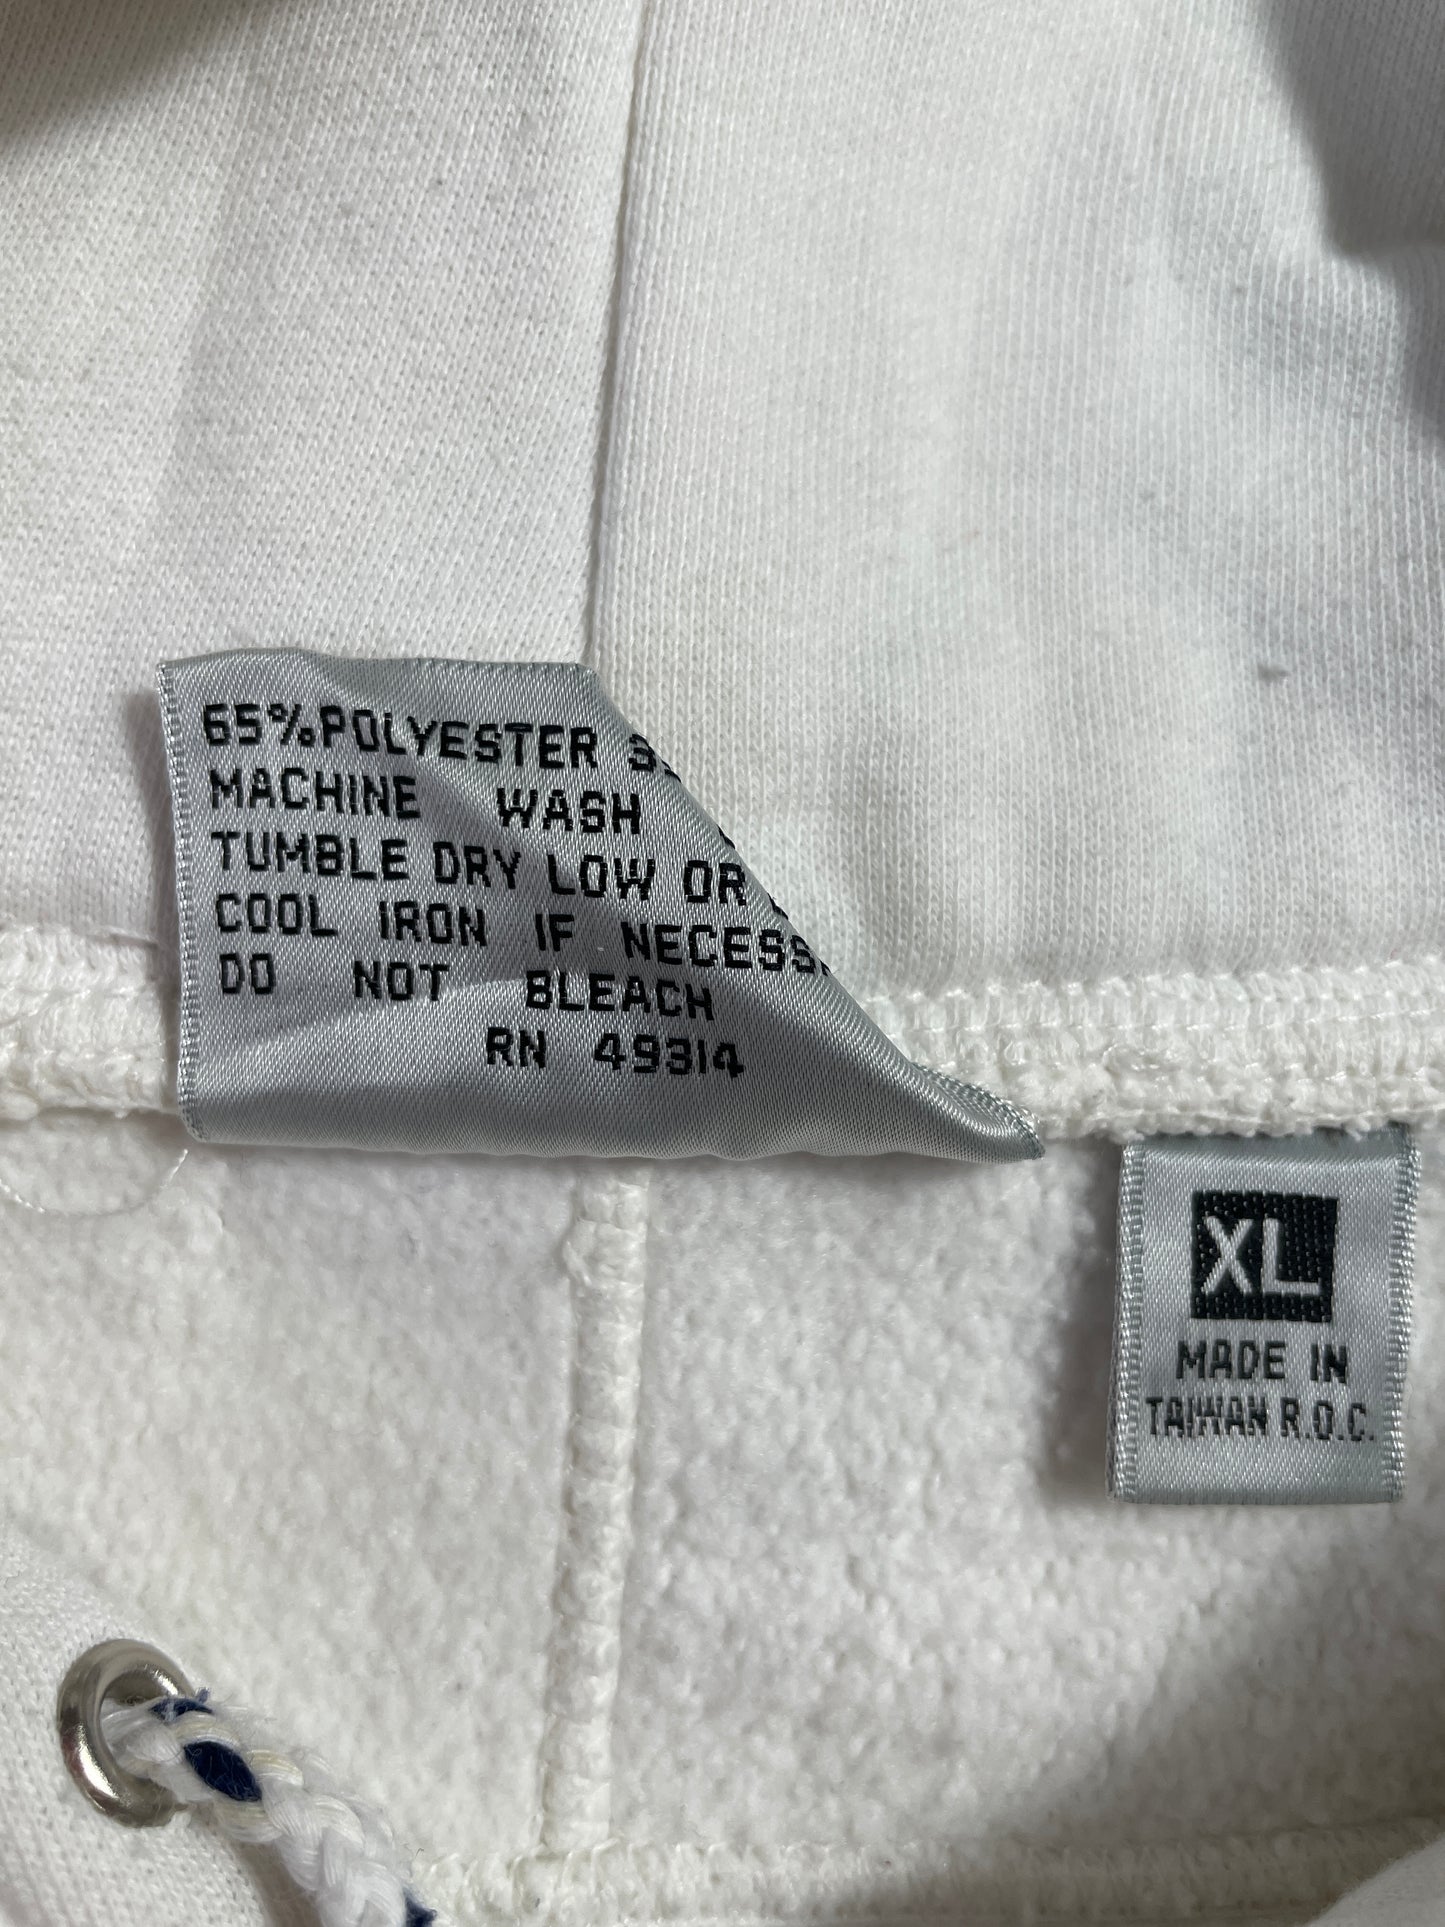 65% POLYESTER
MACHINE WASH
TUMBLE DRY LOW OR
COOL IRON IF
DO NOT BLEACH
RN 49314
XL
MADE IN
TAIWAN R.O.C.